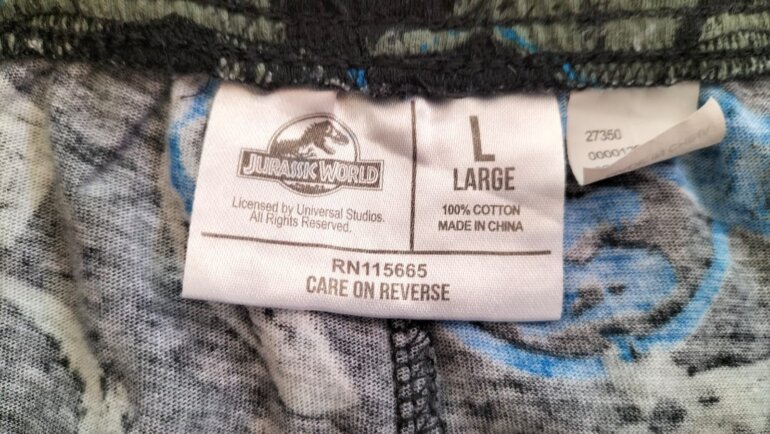 JURASSIC WORLD
Licensed by Universal Studios.
All Rights Reserved.
L
LARGE
100% COTTON
MADE IN CHINA
RN115665
CARE ON REVERSE
27350